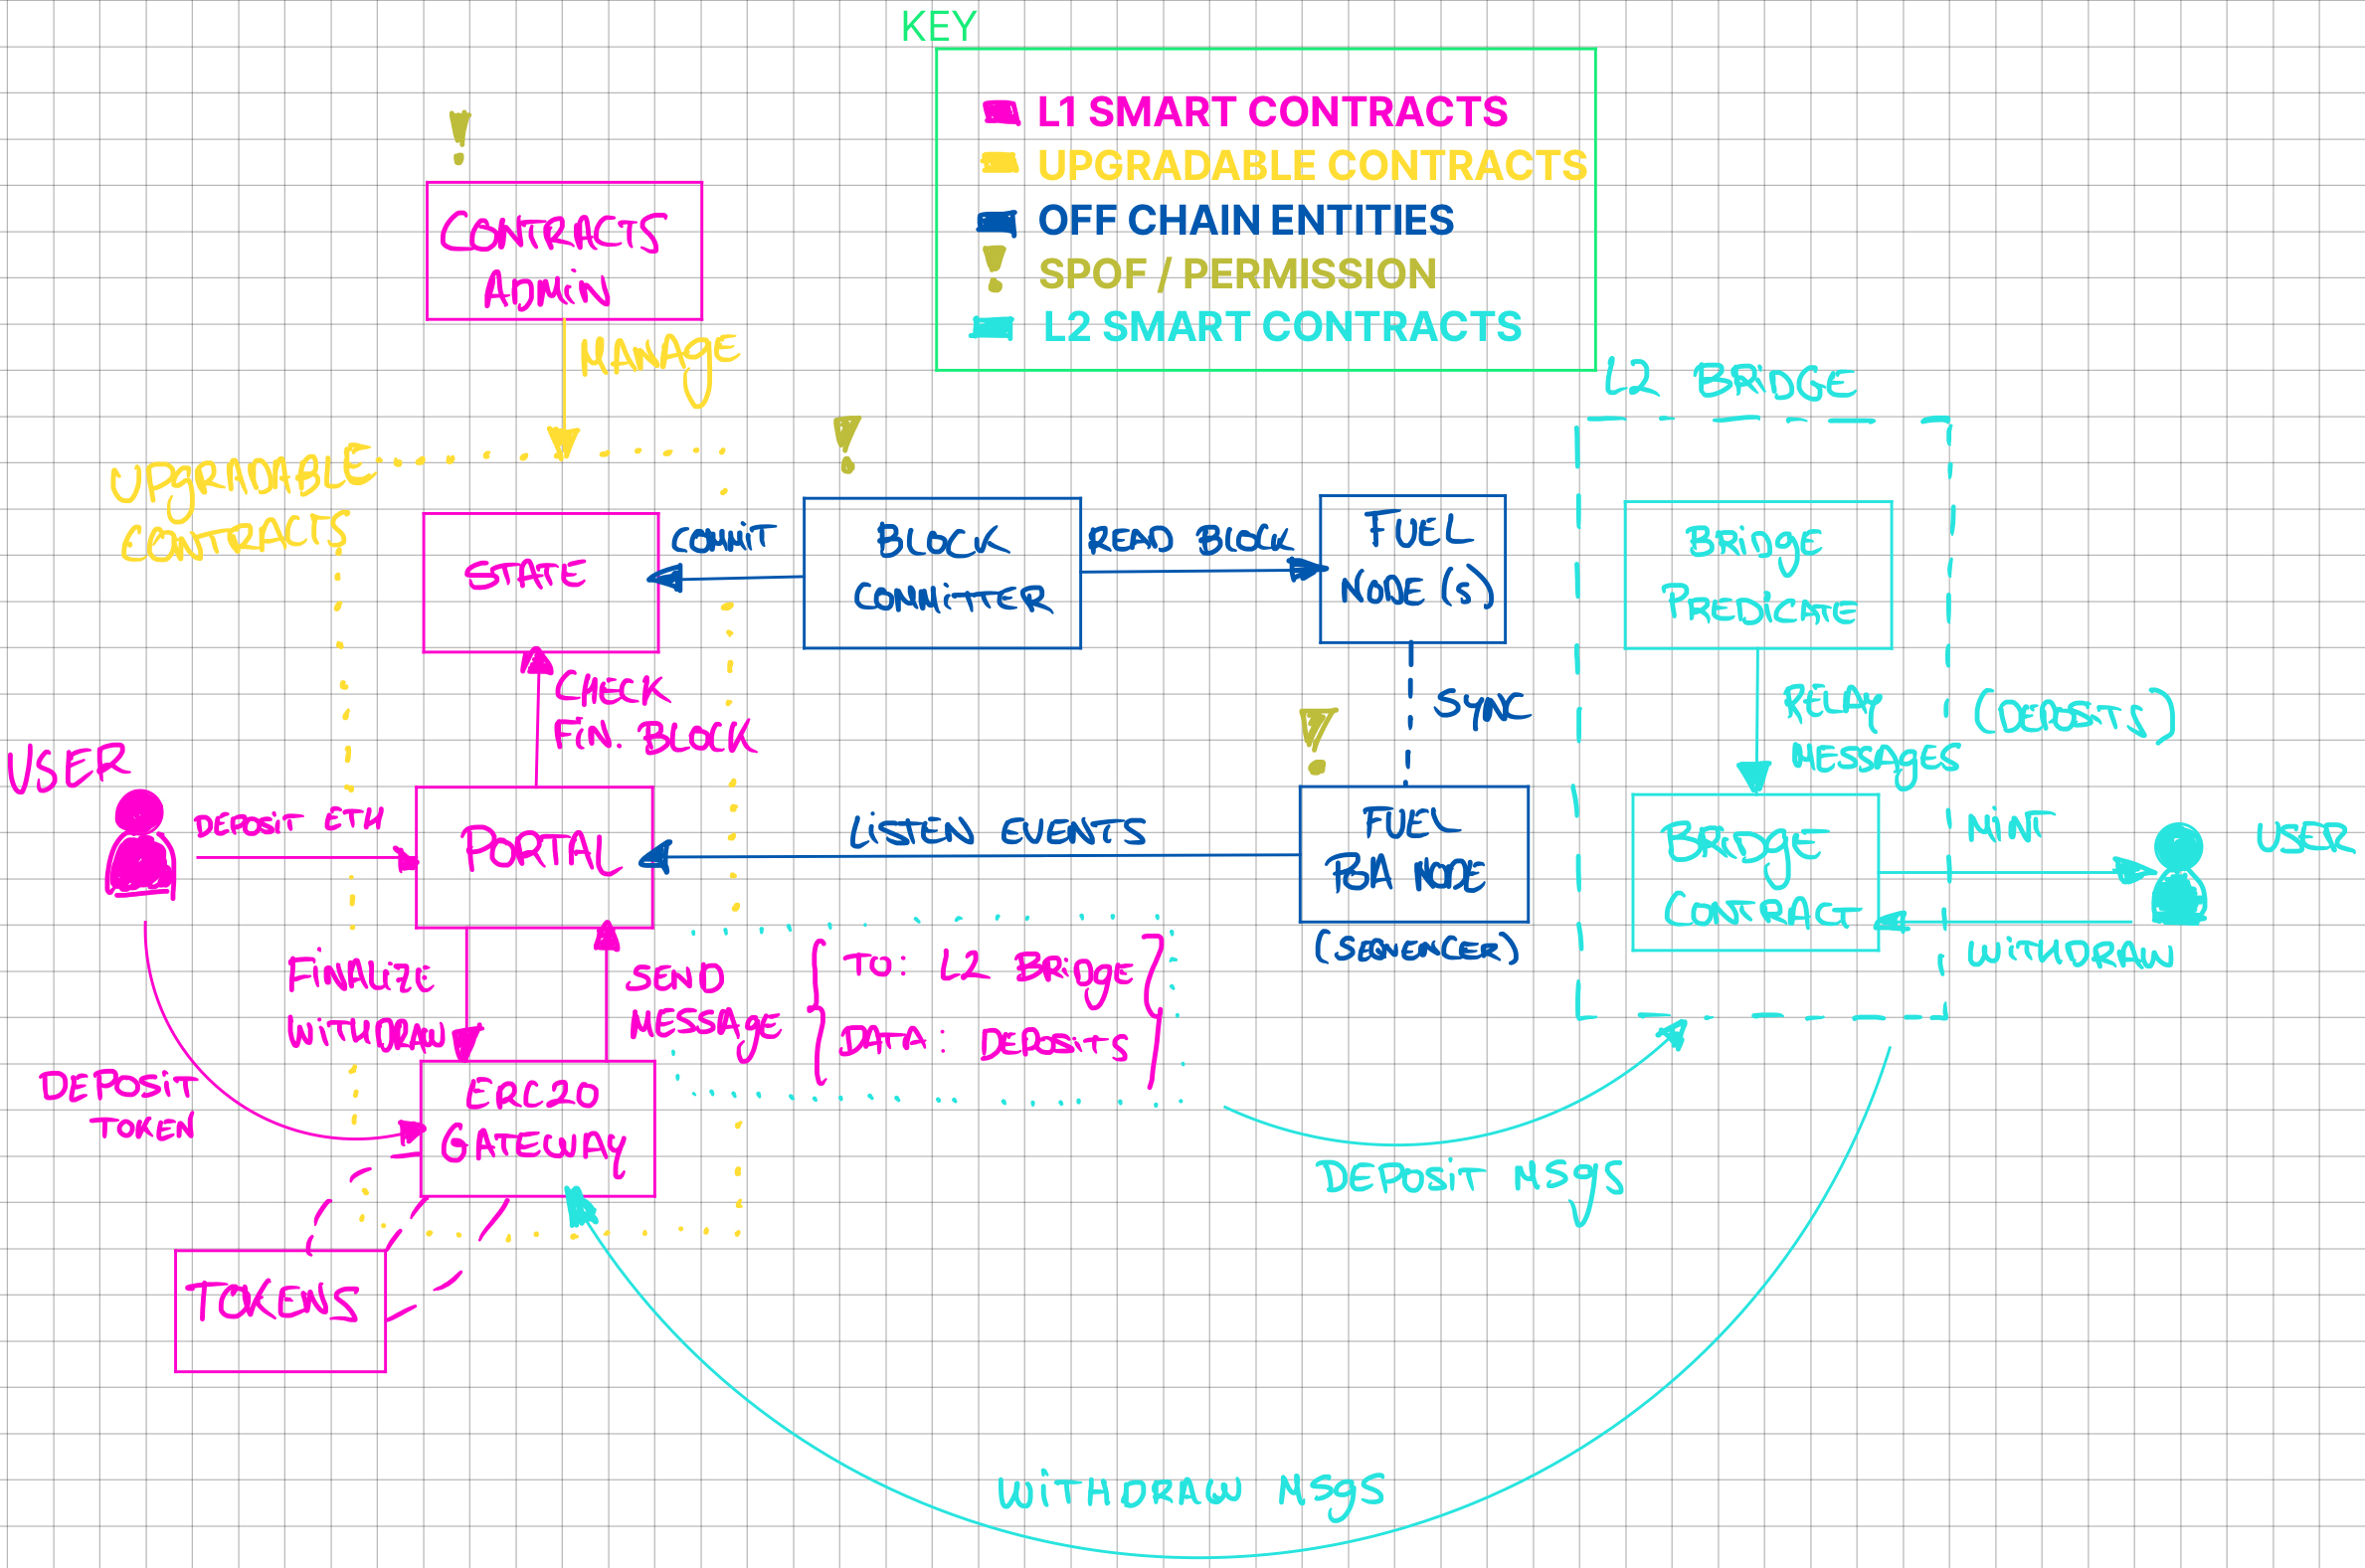 KEY
L1 SMART CONTRACTS
UPGRADABLE CONTRACTS
OFF CHAIN ENTITIES
SPOF / PERMISSION
L2 SMART CONTRACTS
CONTRACTS
ADMiN
MANAgE
UPgRADABLE
CONTRACTS
STATE
COMMiT
BLOCK
COMMiTTER
READ BLOCK
FUEL
NODE (S)
SYNC
CHECK
FiN. BLOCK
USER
DEPOSiT ETH
PORTAL
LiSTEN EVENTS
FUEL
POA NODE
(SEQUENCER)
FiNALiZE
WiTHDRAW
SEND
MESSAgE
TO: L2 BRidgE
DATA: DEPOSiTS
DEPOSiT
TOKEN
ERC20
GATEWAY
TOKENS
L2 BRiDGE
BRidgE
PREDiCATE
RELAY
MESSAgES
(DEPOSiTS)
BRidgE
CONTRACT
MiNT
USER
WiTHDRAW
DEPOSiT MSgS
WiTHDRAW MSgS